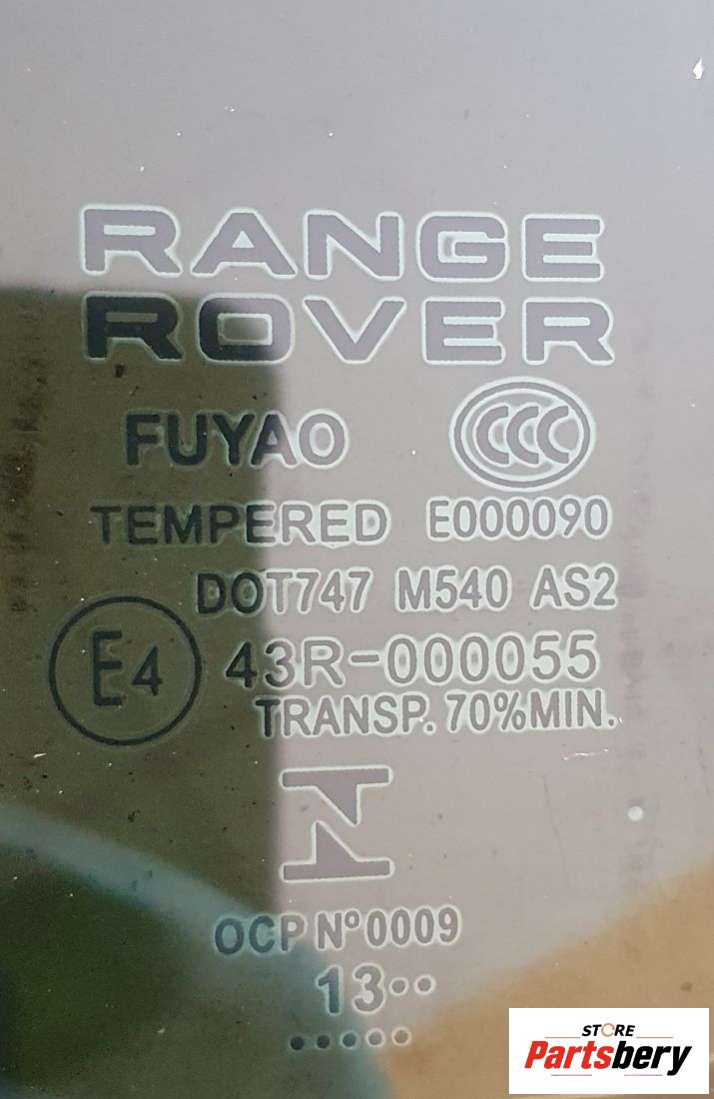 RANGE
ROVER
FUYAO
CCC
TEMPERED E000090
DOT747 M540 AS2
E4 43R-000055
TRANSP. 70%MIN.
OCP Nº0009
13••
•••••
STORE
Partsbery